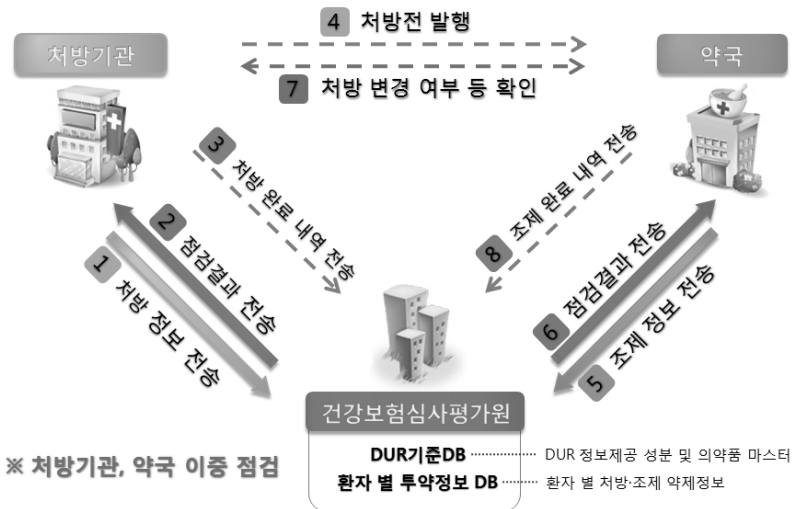 4 처방전 발행
처방기관
약국
7 처방 변경 여부 등 확인
3 처방 완료 내역 전송
8 조제 완료 내역 전송
2 점검결과 전송
1 처방 정보 전송
6 점검결과 전송
5 조제 정보 전송
건강보험심사평가원
DUR기준DB DUR 정보제공 성분 및 의약품 마스터
환자 별 투약정보 DB 환자 별 처방·조제 약제정보
※ 처방기관, 약국 이중 점검